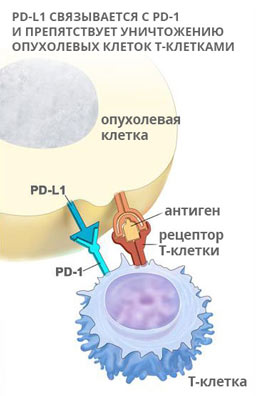 PD-L1 СВЯЗЫВАЕТСЯ С PD-1
И ПРЕПЯТСТВУЕТ УНИЧТОЖЕНИЮ
ОПУХОЛЕВЫХ КЛЕТОК Т-КЛЕТКАМИ
опухолевая
клетка
PD-L1
антиген
рецептор
Т-клетки
PD-1
Т-клетка